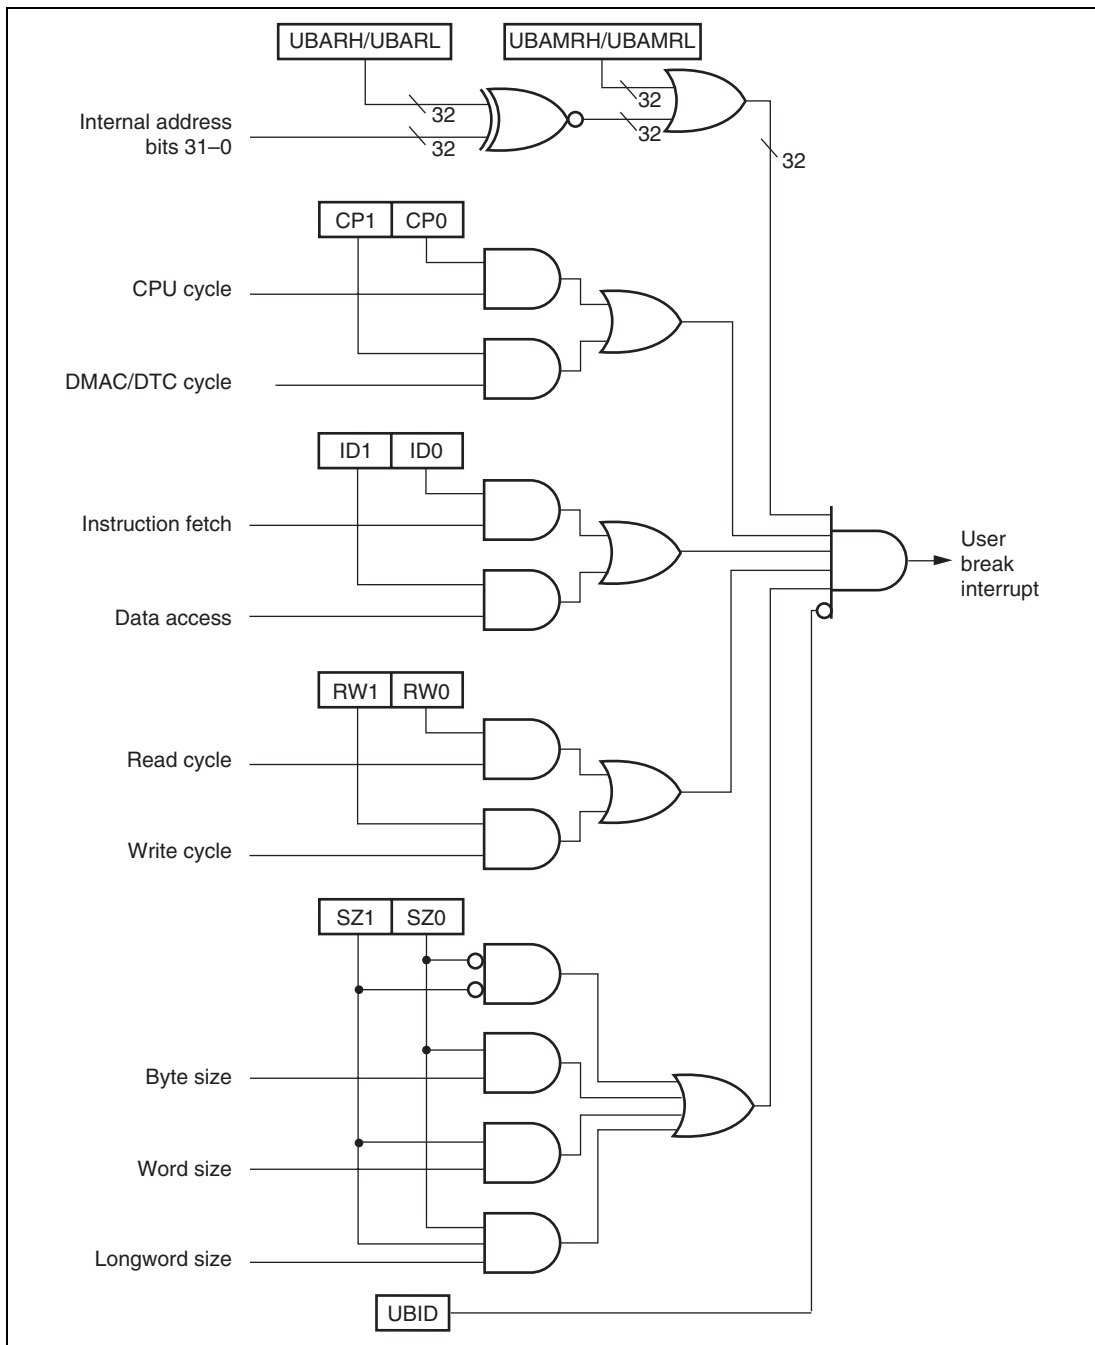 UBARH/UBARL
UBAMRH/UBAMRL
32
32
32
32
32
Internal address
bits 31–0
CP1 CP0
CPU cycle
DMAC/DTC cycle
ID1 ID0
Instruction fetch
Data access
User
break
interrupt
RW1 RW0
Read cycle
Write cycle
SZ1 SZ0
Byte size
Word size
Longword size
UBID